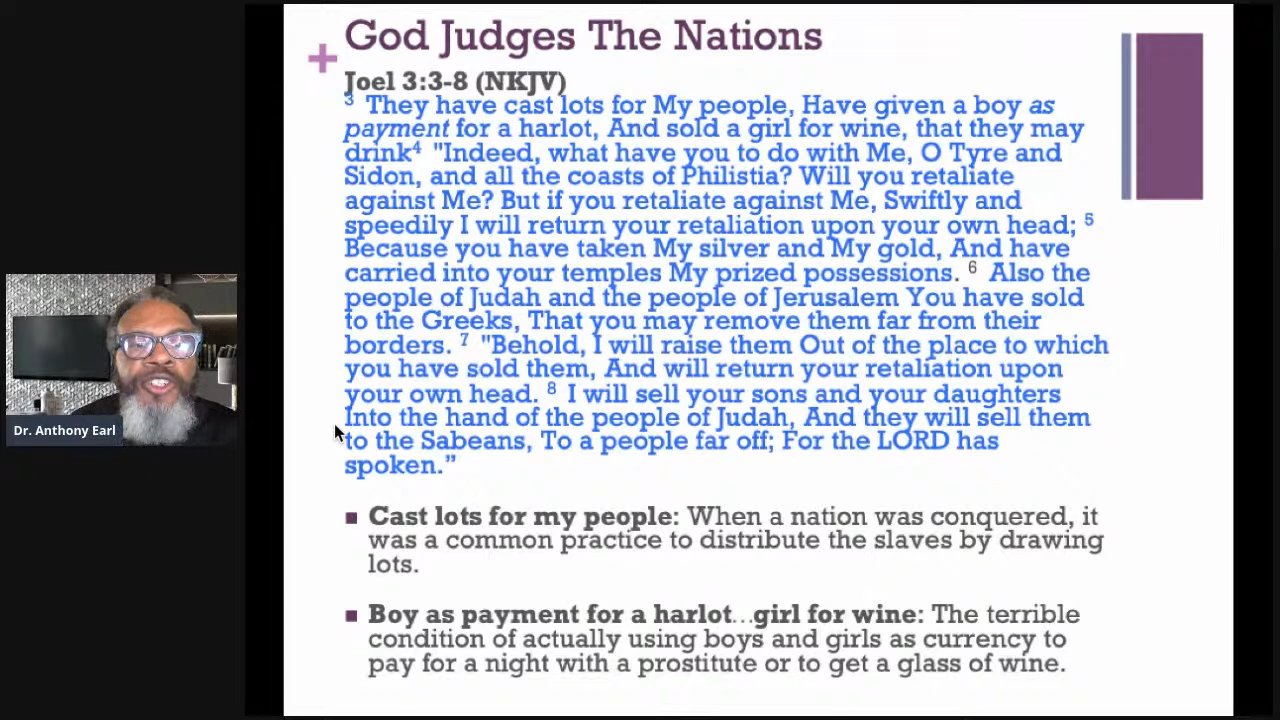 God Judges The Nations
+
Joel 3:3-8 (NKJV)
³ They have cast lots for My people, Have given a boy as
payment for a harlot, And sold a girl for wine, that they may
drink⁴ "Indeed, what have you to do with Me, O Tyre and
Sidon, and all the coasts of Philistia? Will you retaliate
against Me? But if you retaliate against Me, Swiftly and
speedily I will return your retaliation upon your own head; ⁵
Because you have taken My silver and My gold, And have
carried into your temples My prized possessions. ⁶ Also the
people of Judah and the people of Jerusalem You have sold
to the Greeks, That you may remove them far from their
borders. ⁷ "Behold, I will raise them Out of the place to which
you have sold them, And will return your retaliation upon
your own head. ⁸ I will sell your sons and your daughters
Into the hand of the people of Judah, And they will sell them
to the Sabeans, To a people far off; For the LORD has
spoken.”
Cast lots for my people: When a nation was conquered, it
was a common practice to distribute the slaves by drawing
lots.
Boy as payment for a harlot…girl for wine: The terrible
condition of actually using boys and girls as currency to
pay for a night with a prostitute or to get a glass of wine.
Dr. Anthony Earl